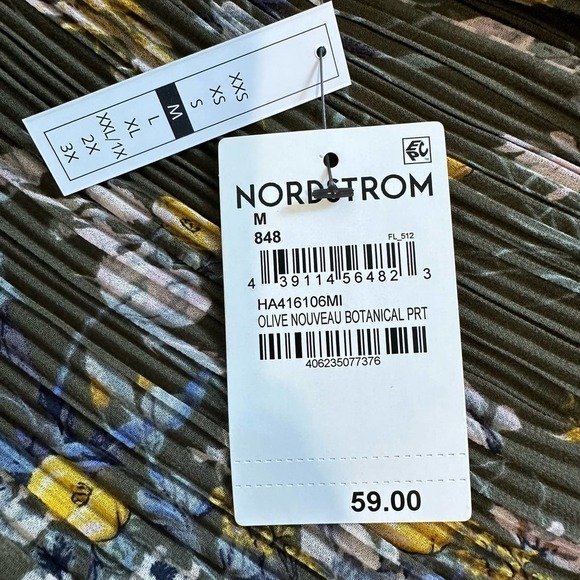 XXS
XS
S
M
L
XL
XXL/1X
2X
3X
EPC
NORDSTROM
M
848
FL_512
4 39114 56482 3
HA416106MI
OLIVE NOUVEAU BOTANICAL PRT
406235077376
59.00